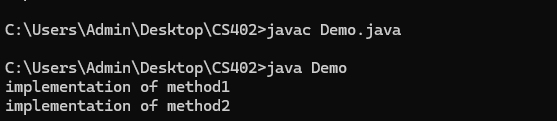 C:\Users\Admin\Desktop\CS402>javac Demo.java
C:\Users\Admin\Desktop\CS402>java Demo
implementation of method1
implementation of method2